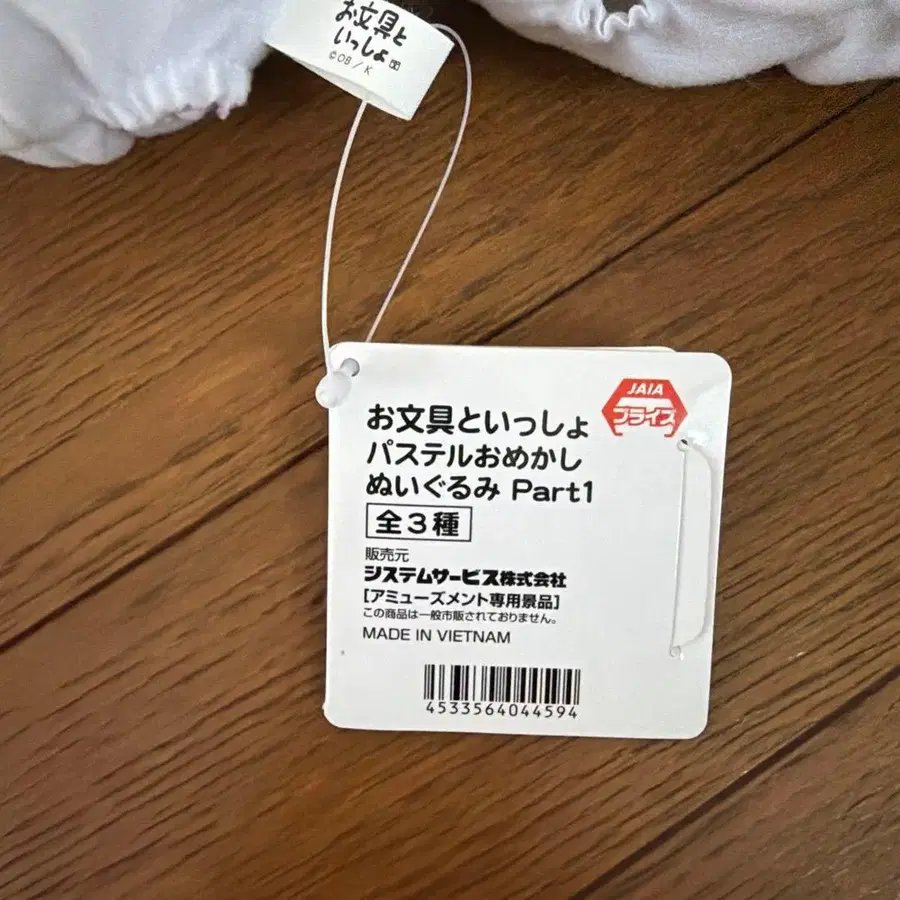 お文具と
いっしょ
©OB/K
JAIA
プライズ
お文具といっしょ
パステルおめかし
ぬいぐるみ Part1
全3種
販売元
システムサービス株式会社
[アミューズメント専用景品]
この商品は一般市販されておりません。
MADE IN VIETNAM
4533564044594